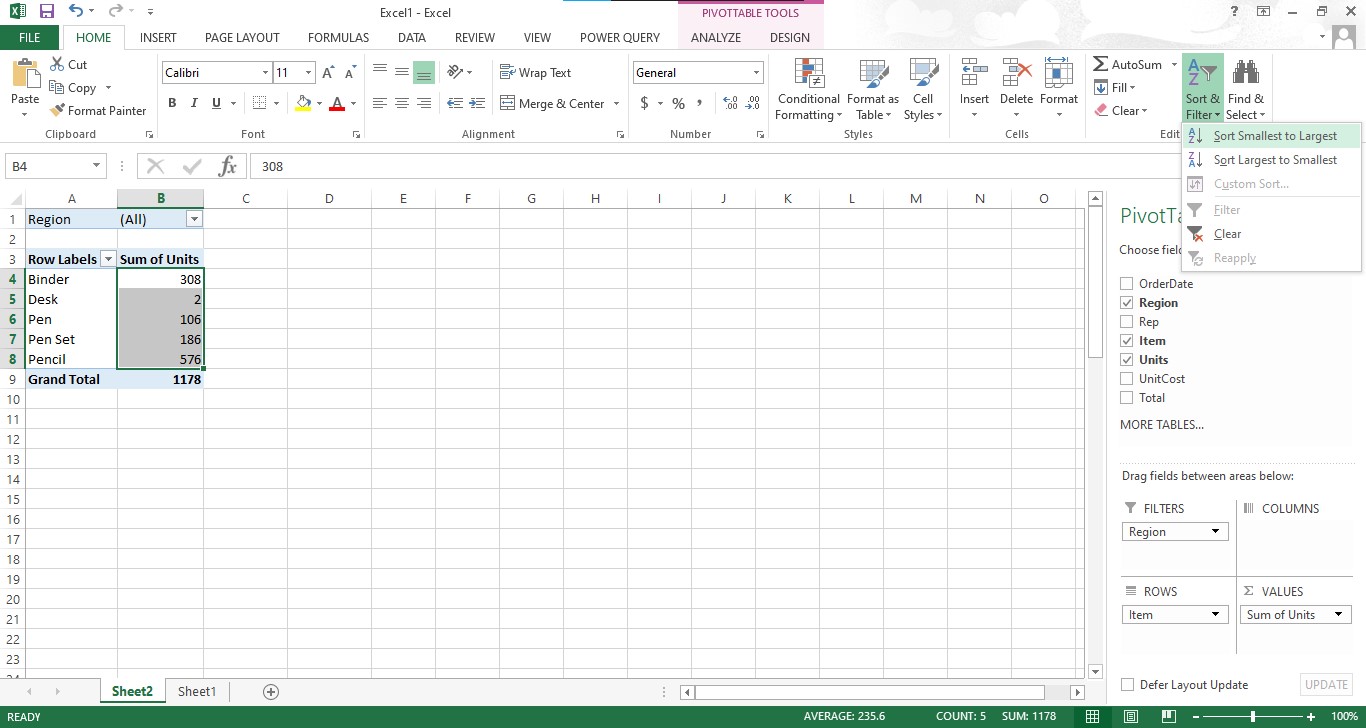 Excel1 - Excel
PIVOTTABLE TOOLS
?
FILE HOME INSERT PAGE LAYOUT FORMULAS DATA REVIEW VIEW POWER QUERY ANALYZE DESIGN
Paste
Cut
Copy
Format Painter
Clipboard
Calibri 11
A A
B I U A
Font
Wrap Text
Merge & Center
Alignment
General
$ % ,
Number
Conditional Formatting
Format as Table
Cell Styles
Styles
Insert Delete Format
Cells
AutoSum
Fill
Clear
Sort & Filter
Find & Select
Edit
Sort Smallest to Largest
Sort Largest to Smallest
Custom Sort...
Filter
Clear
Reapply
B4 fx 308
A B C D E F G H I J K L M N O
1 Region (All)
2
3 Row Labels Sum of Units
4 Binder 308
5 Desk 2
6 Pen 106
7 Pen Set 186
8 Pencil 576
9 Grand Total 1178
10
11
12
13
14
15
16
17
18
19
20
21
22
23
PivotTa
Choose fiel
OrderDate
Region
Rep
Item
Units
UnitCost
Total
MORE TABLES...
Drag fields between areas below:
FILTERS
Region
COLUMNS
ROWS
Item
Σ VALUES
Sum of Units
Defer Layout Update UPDATE
Sheet2 Sheet1
READY AVERAGE: 235.6 COUNT: 5 SUM: 1178 100%